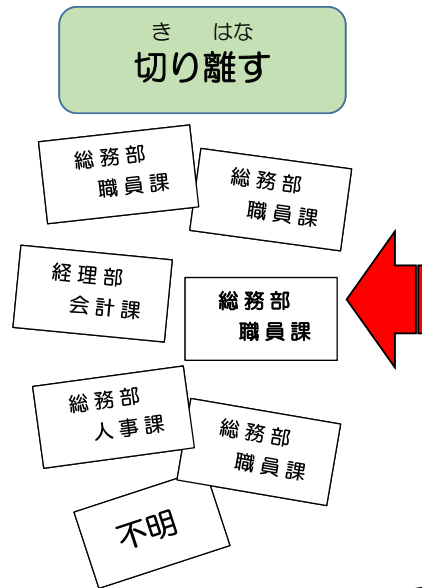 き はな
切り離す
総務部
職員課
総務部
職員課
経理部
会計課
総務部
職員課
総務部
人事課
総務部
職員課
不明